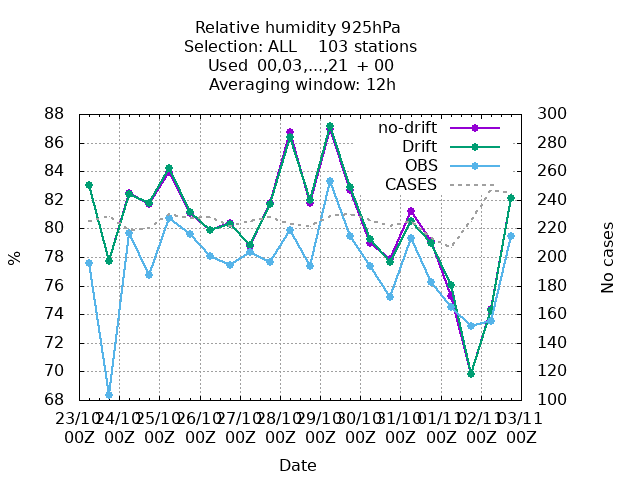 Relative humidity 925hPa
Selection: ALL    103 stations
Used  00,03,...,21  + 00
Averaging window: 12h
88
86
84
82
80
78
76
74
72
70
68
%
300
280
260
240
220
200
180
160
140
120
100
No cases
no-drift
Drift
OBS
CASES
23/10 24/10 25/10 26/10 27/10 28/10 29/10 30/10 31/10 01/11 02/11 03/11
00Z 00Z 00Z 00Z 00Z 00Z 00Z 00Z 00Z 00Z 00Z 00Z
Date